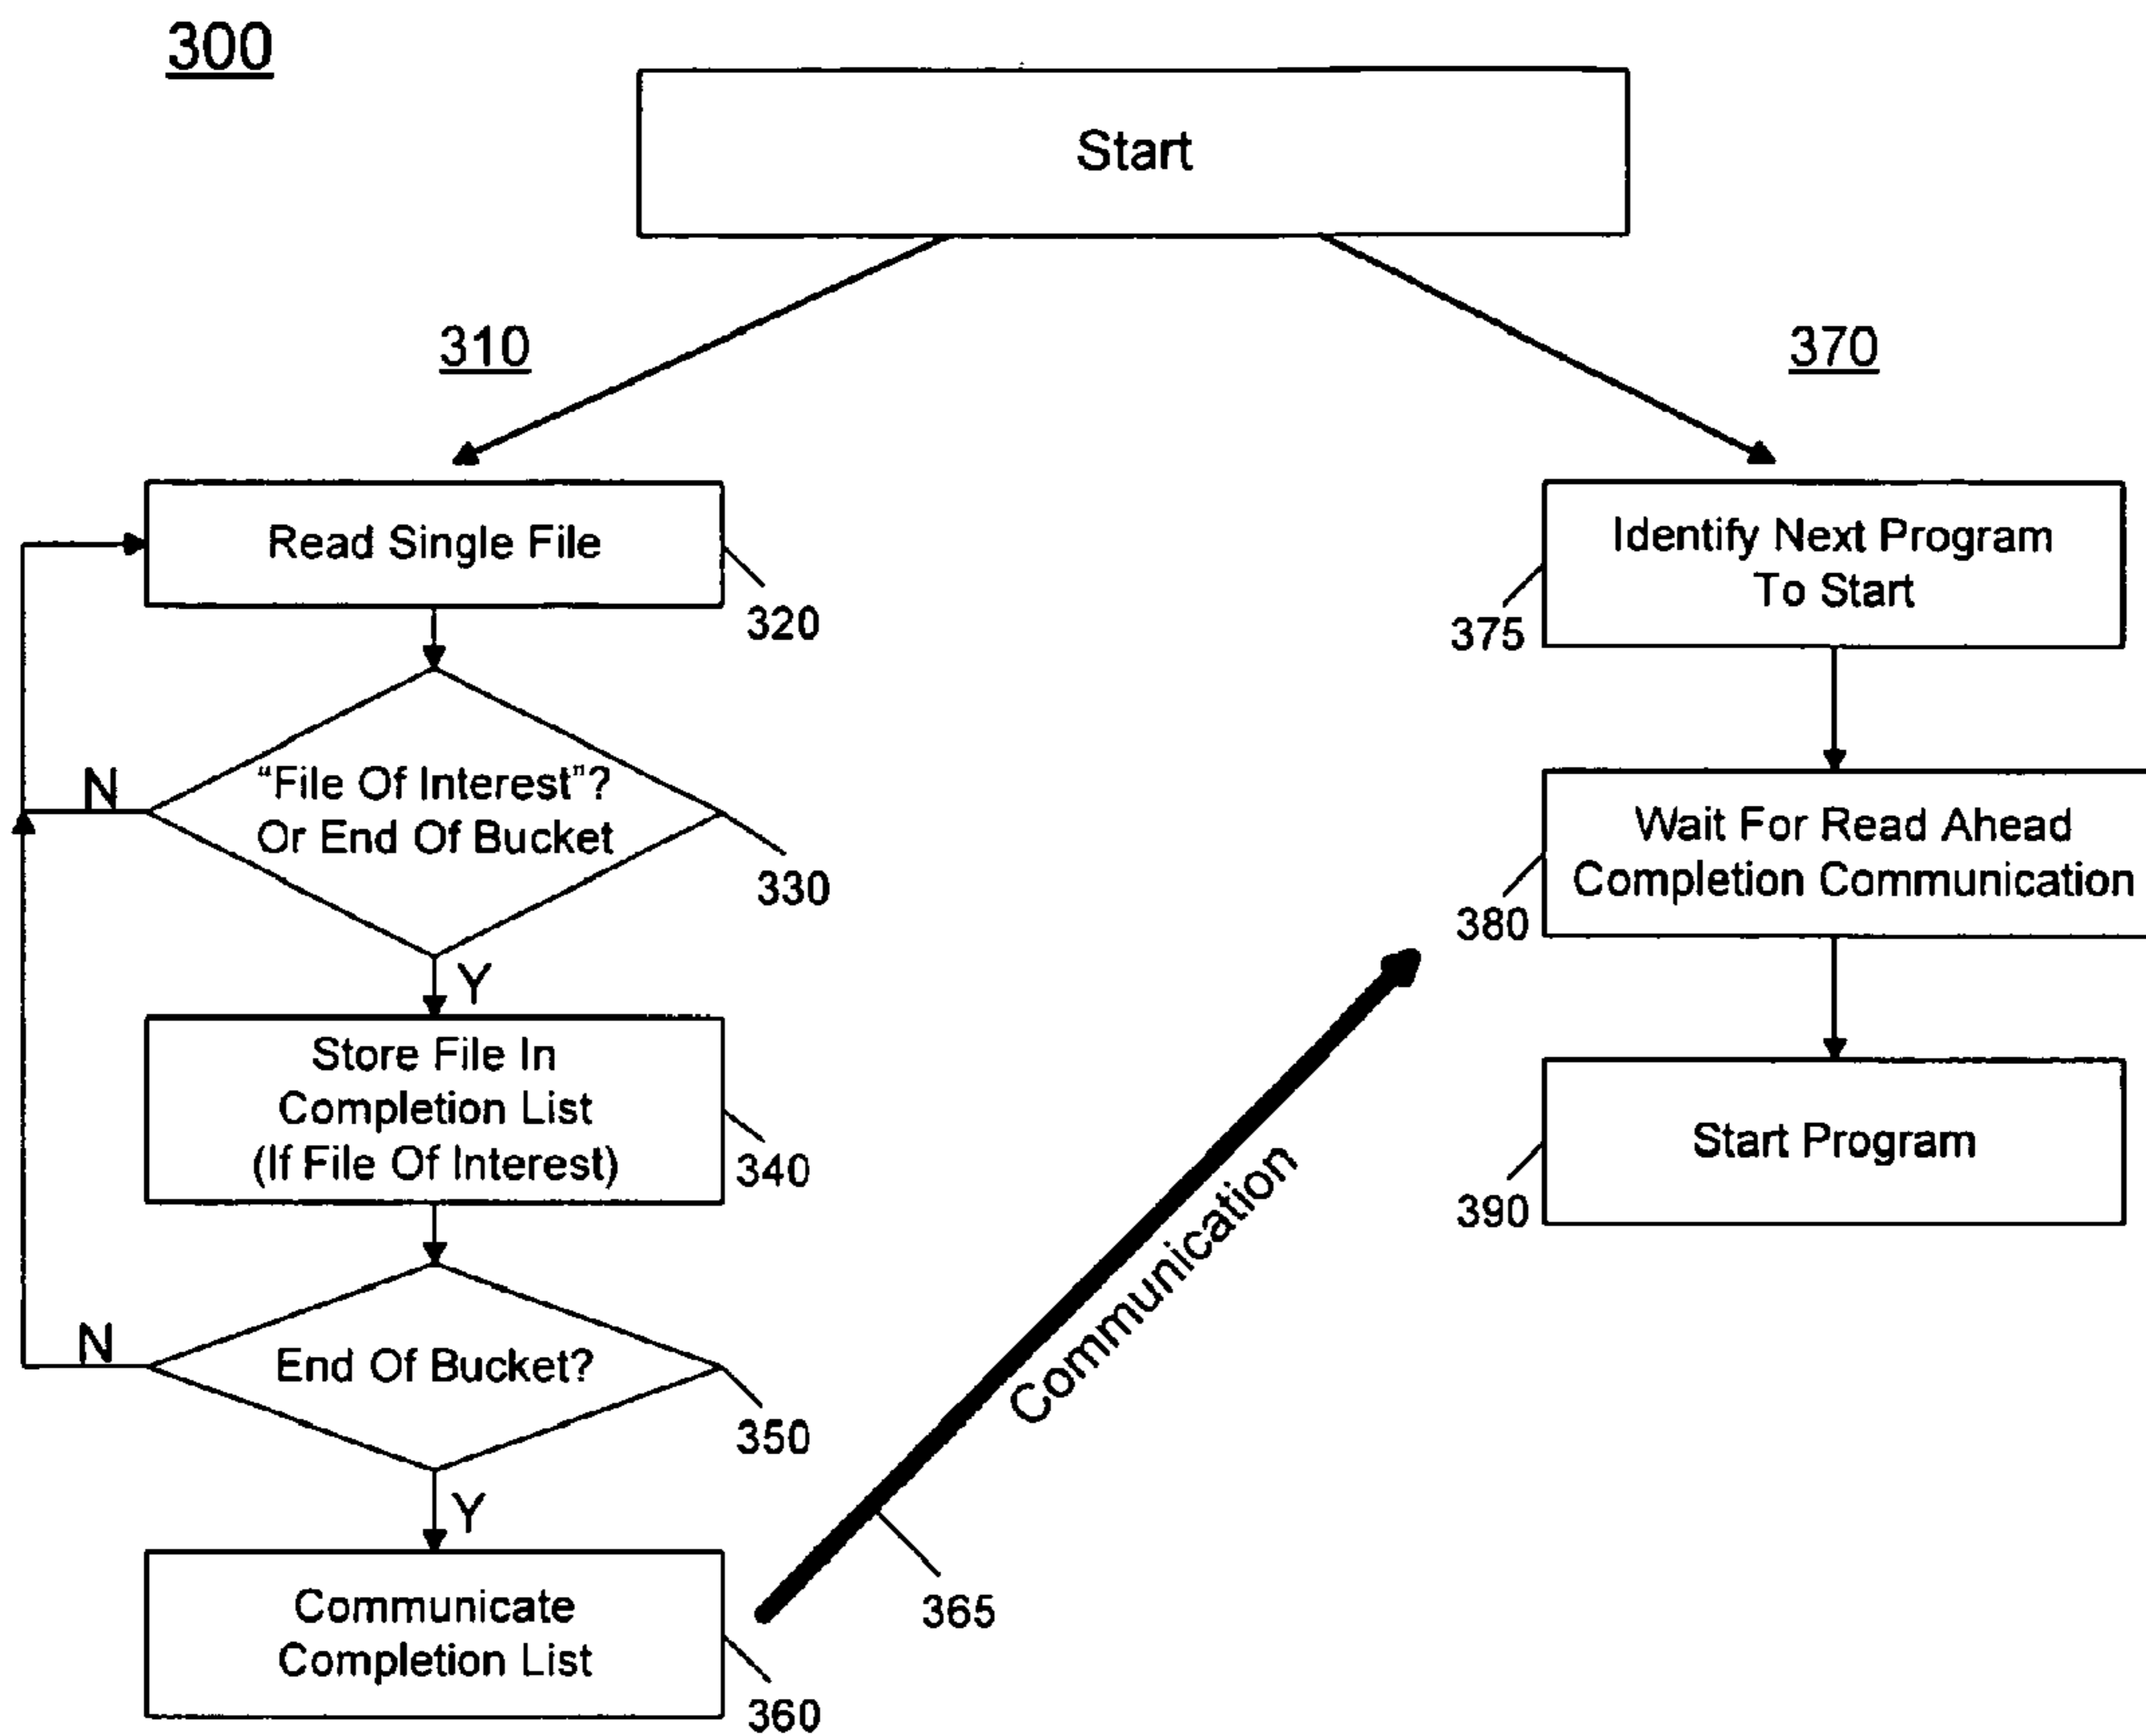 300
Start
310
370
Read Single File
320
"File Of Interest"?
Or End Of Bucket
N
330
Y
Store File In
Completion List
(If File Of Interest)
340
End Of Bucket?
N
350
Y
Communicate
Completion List
360
Communication
365
Identify Next Program
To Start
375
Wait For Read Ahead
Completion Communication
380
Start Program
390